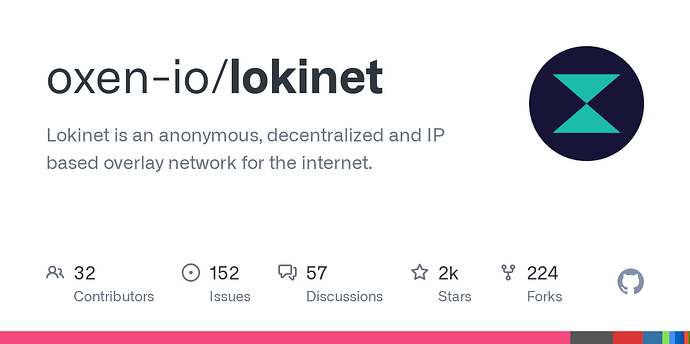 oxen-io/lokinet
Lokinet is an anonymous, decentralized and IP
based overlay network for the internet.
32
Contributors
152
Issues
57
Discussions
2k
Stars
224
Forks